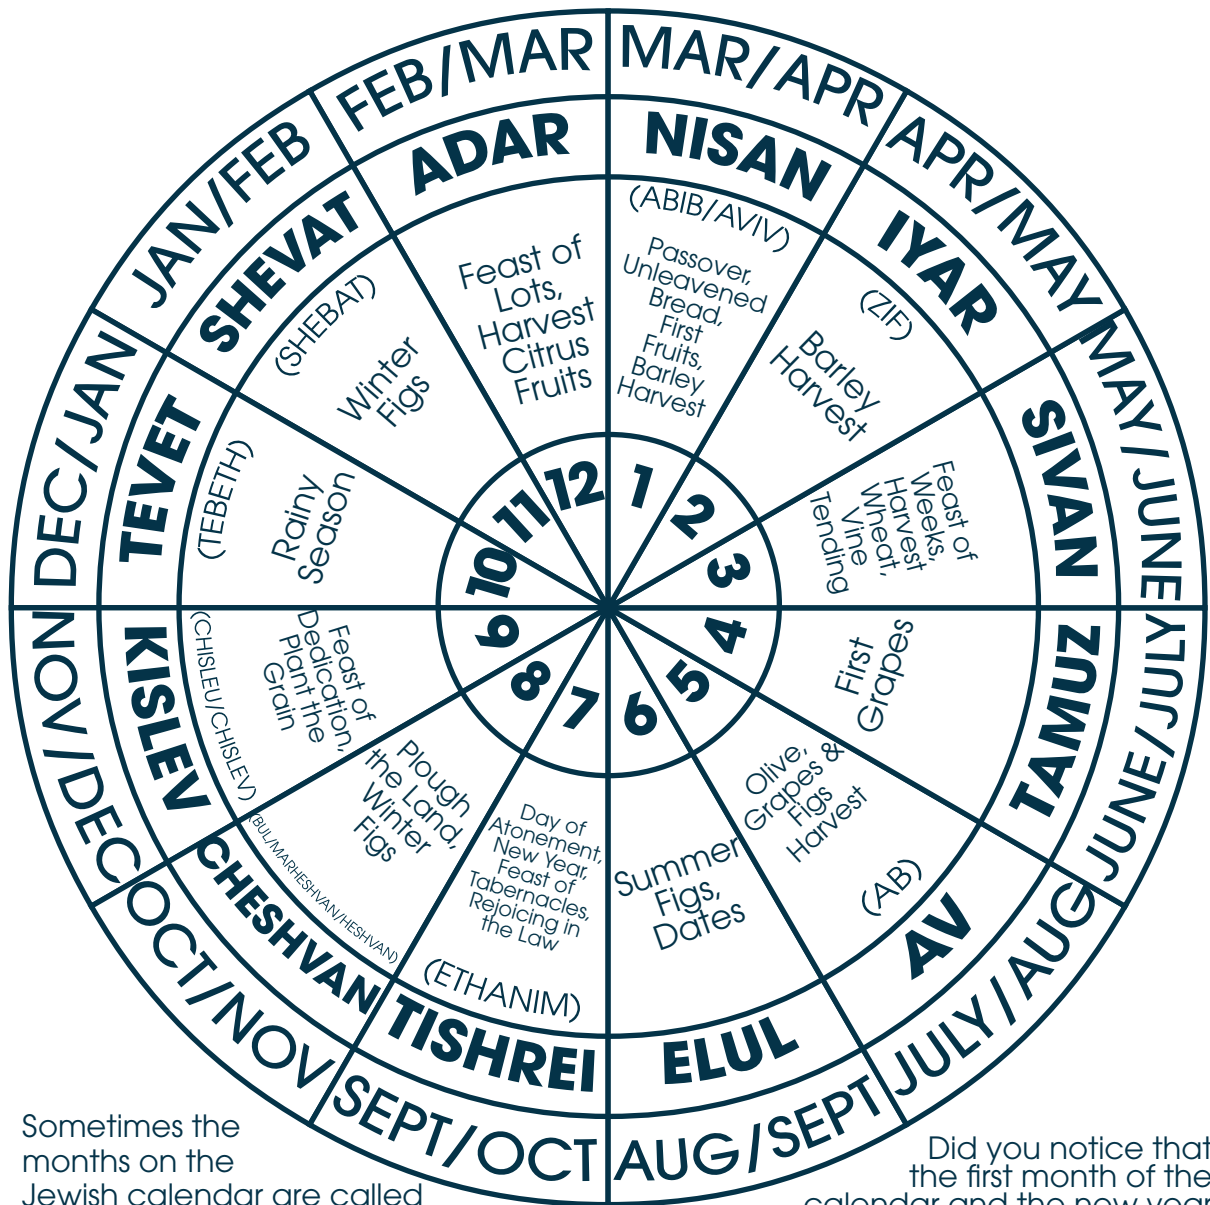 MAR/APR
NISAN
(ABIB/AVIV)
Passover,
Unleavened
Bread,
First
Fruits,
Barley
Harvest
1
APR/MAY
IYAR
(ZIF)
Barley
Harvest
2
MAY/JUNE
SIVAN
Feast of
Weeks,
Harvest
Wheat,
Vine
Tending
3
JUNE/JULY
TAMUZ
First
Grapes
4
JULY/AUG
AV
(AB)
Olive,
Grapes &
Figs
Harvest
5
AUG/SEPT
ELUL
Summer
Figs,
Dates
6
SEPT/OCT
TISHREI
(ETHANIM)
Day of
Atonement,
New Year,
Feast of
Tabernacles,
Rejoicing in
the Law
7
OCT/NOV
CHESHVAN
(BUL/MARHESHVAN/HESHVAN)
Plough
the Land,
Winter
Figs
8
NOV/DEC
KISLEV
(CHISLEU/CHISLEV)
Feast of
Dedication,
Plant the
Grain
9
DEC/JAN
TEVET
(TEBETH)
Rainy
Season
10
JAN/FEB
SHEVAT
(SHEBAT)
Winter
Figs
11
FEB/MAR
ADAR
Feast of
Lots,
Harvest
Citrus
Fruits
12
Sometimes the
months on the
Jewish calendar are called
Did you notice that
the first month of the
calendar and the new year